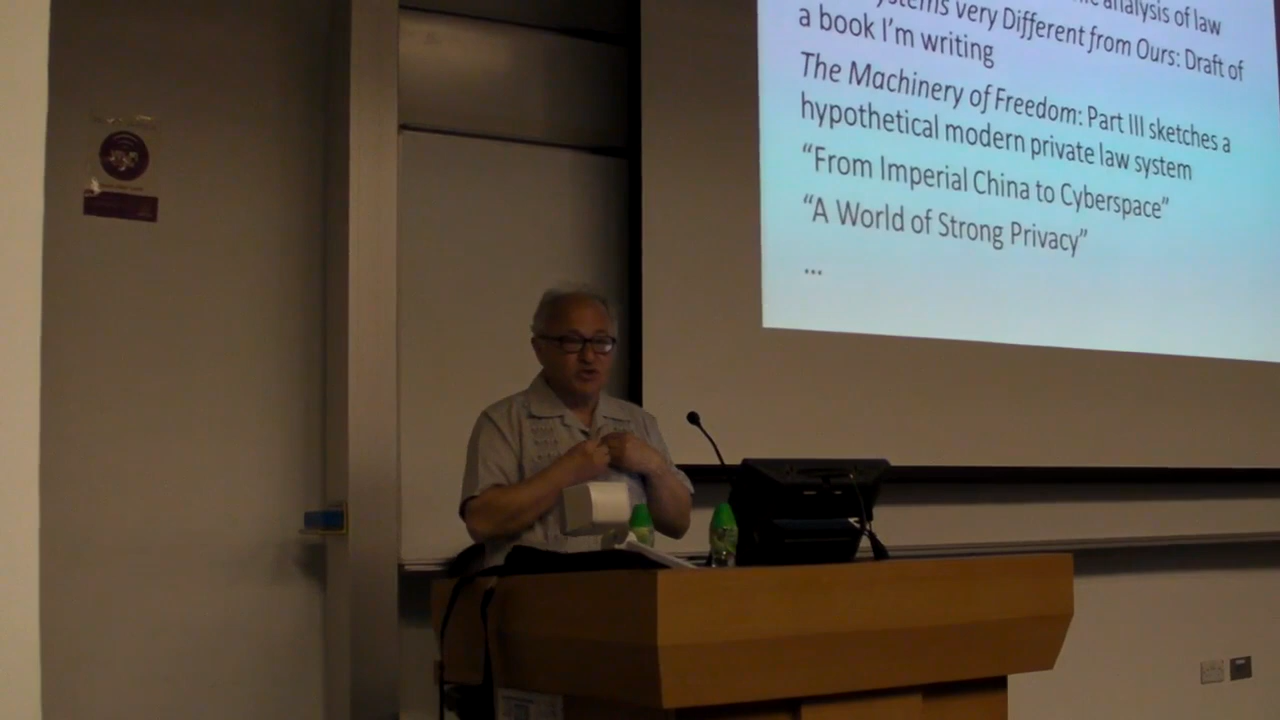 analysis of law
very Different from Ours: Draft of
a book I'm writing
The Machinery of Freedom: Part III sketches a
hypothetical modern private law system
“From Imperial China to Cyberspace”
“A World of Strong Privacy”
...